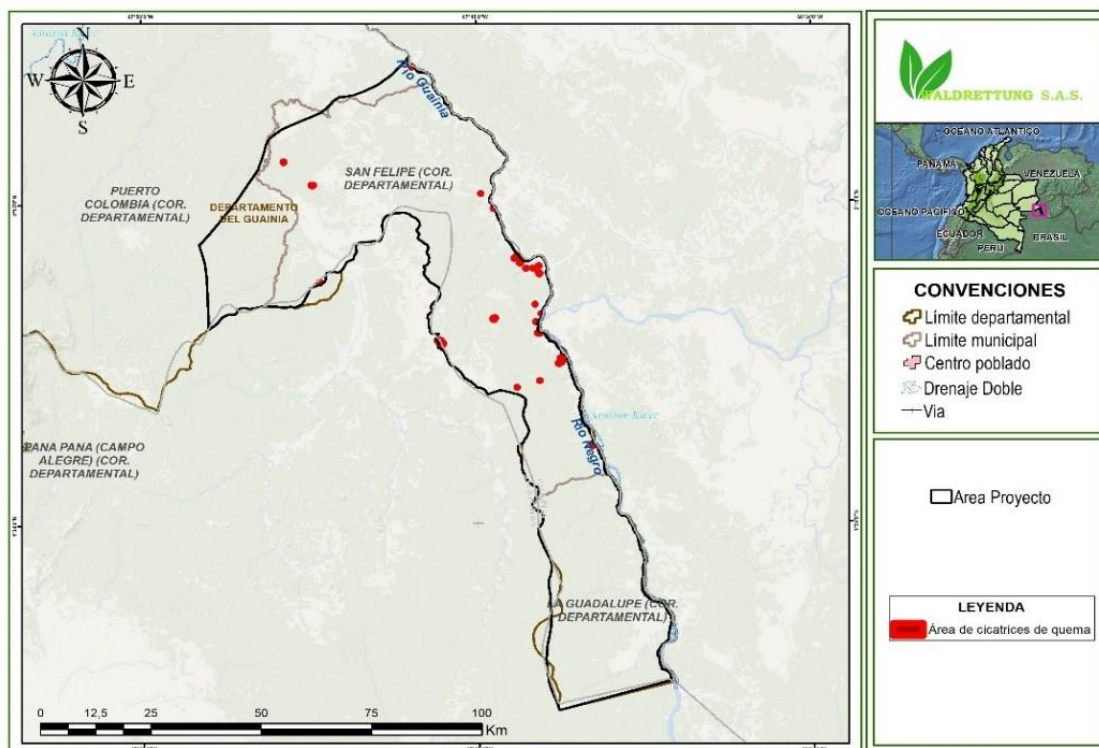 N
W
E
S
Río Guainía
SAN FELIPE (COR.
DEPARTAMENTAL)
PUERTO
COLOMBIA (COR.
DEPARTAMENTAL)
DEPARTAMENTO
DEL GUAINIA
PANA PANA (CAMPO
ALEGRE) (COR.
DEPARTAMENTAL)
Río Negro
LA GUADALUPE (COR.
DEPARTAMENTAL)
0
12,5
25
50
75
100
Km
WALDRETTUNG S.A.S.
OCEANO ATLÁNTICO
PANAMA
VENEZUELA
OCEANO PACIFICO
ECUADOR
PERU
BRASIL
CONVENCIONES
Límite departamental
Límite municipal
Centro poblado
Drenaje Doble
Via
Area Proyecto
LEYENDA
Área de cicatrices de quema